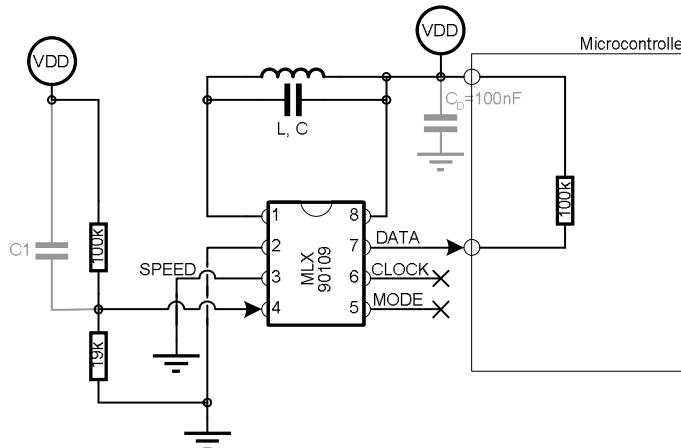 VDD
Microcontrolle
VDD
C_D=100nF
L, C
100k
1 8
DATA
2 7
C1
100k
SPEED
MLX
90109
CLOCK
3 6
MODE
4 5
19k